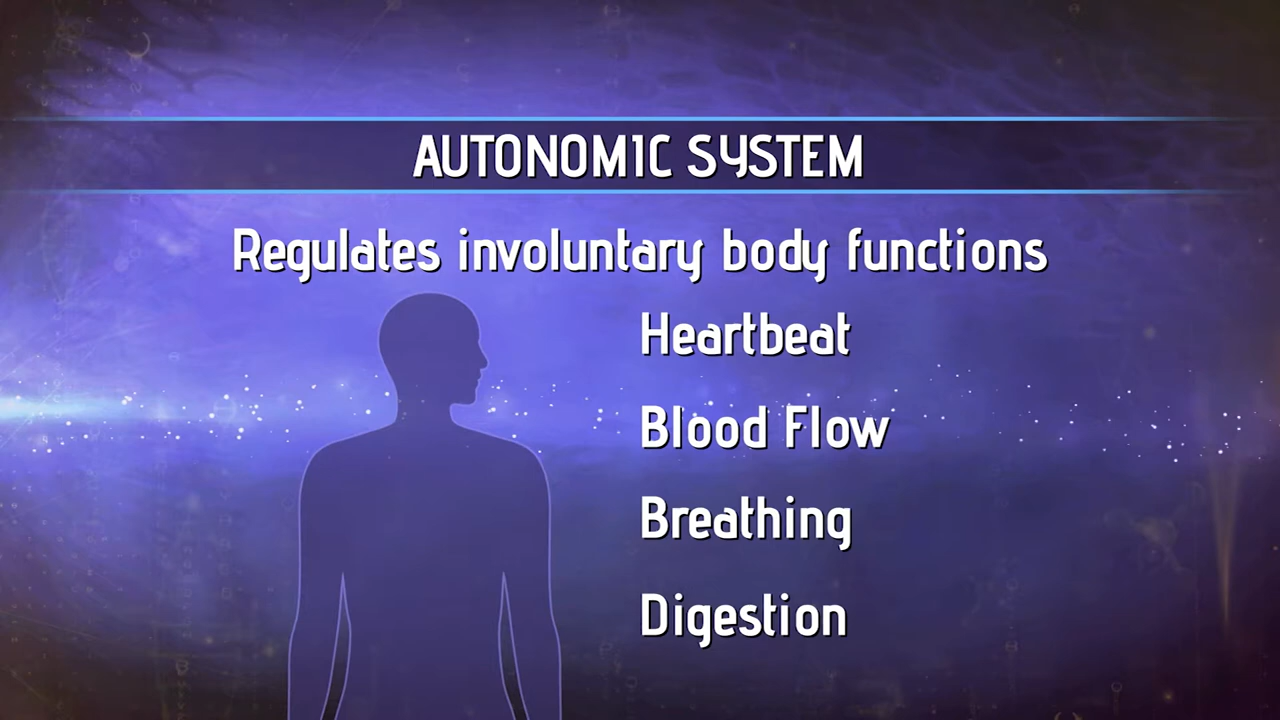 AUTONOMIC SYSTEM
Regulates involuntary body functions
Heartbeat
Blood Flow
Breathing
Digestion